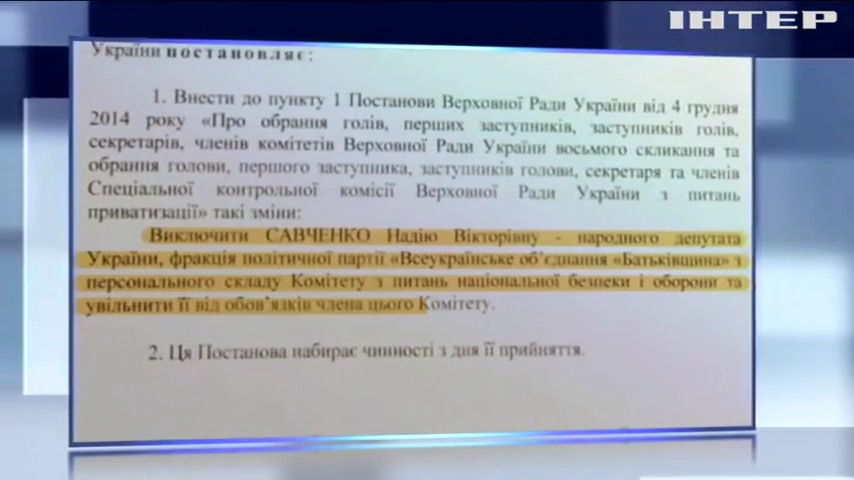 ІНТЕР
України постановляє:
1. Внести до пункту 1 Постанови Верховної Ради України від 4 грудня
2014 року «Про обрання голів, перших заступників, заступників голів,
секретарів, членів комітетів Верховної Ради України восьмого скликання та
обрання голови, першого заступника, заступників голови, секретаря та членів
Спеціальної контрольної комісії Верховної Ради України з питань
приватизації» такі зміни:
Виключити САВЧЕНКО Надію Вікторівну - народного депутата
України, фракція політичної партії «Всеукраїнське об’єднання «Батьківщина» з
персонального складу Комітету з питань національної безпеки і оборони та
увільнити її від обов’язків члена цього Комітету.
2. Ця Постанова набирає чинності з дня її прийняття.